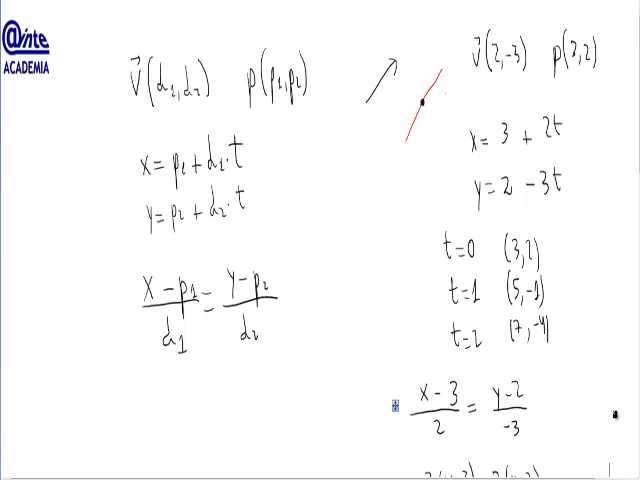 @inte
ACADEMIA
v⃗(d₁,d₂) p(p₁,p₂)
x = p₁ + d₁·t
y = p₂ + d₂·t
x - p₁ / d₁ = y - p₂ / d₂
v⃗(2,-3) p(3,2)
x = 3 + 2t
y = 2 - 3t
t=0 (3,2)
t=1 (5,-1)
t=2 (7,-4)
x - 3 / 2 = y - 2 / -3